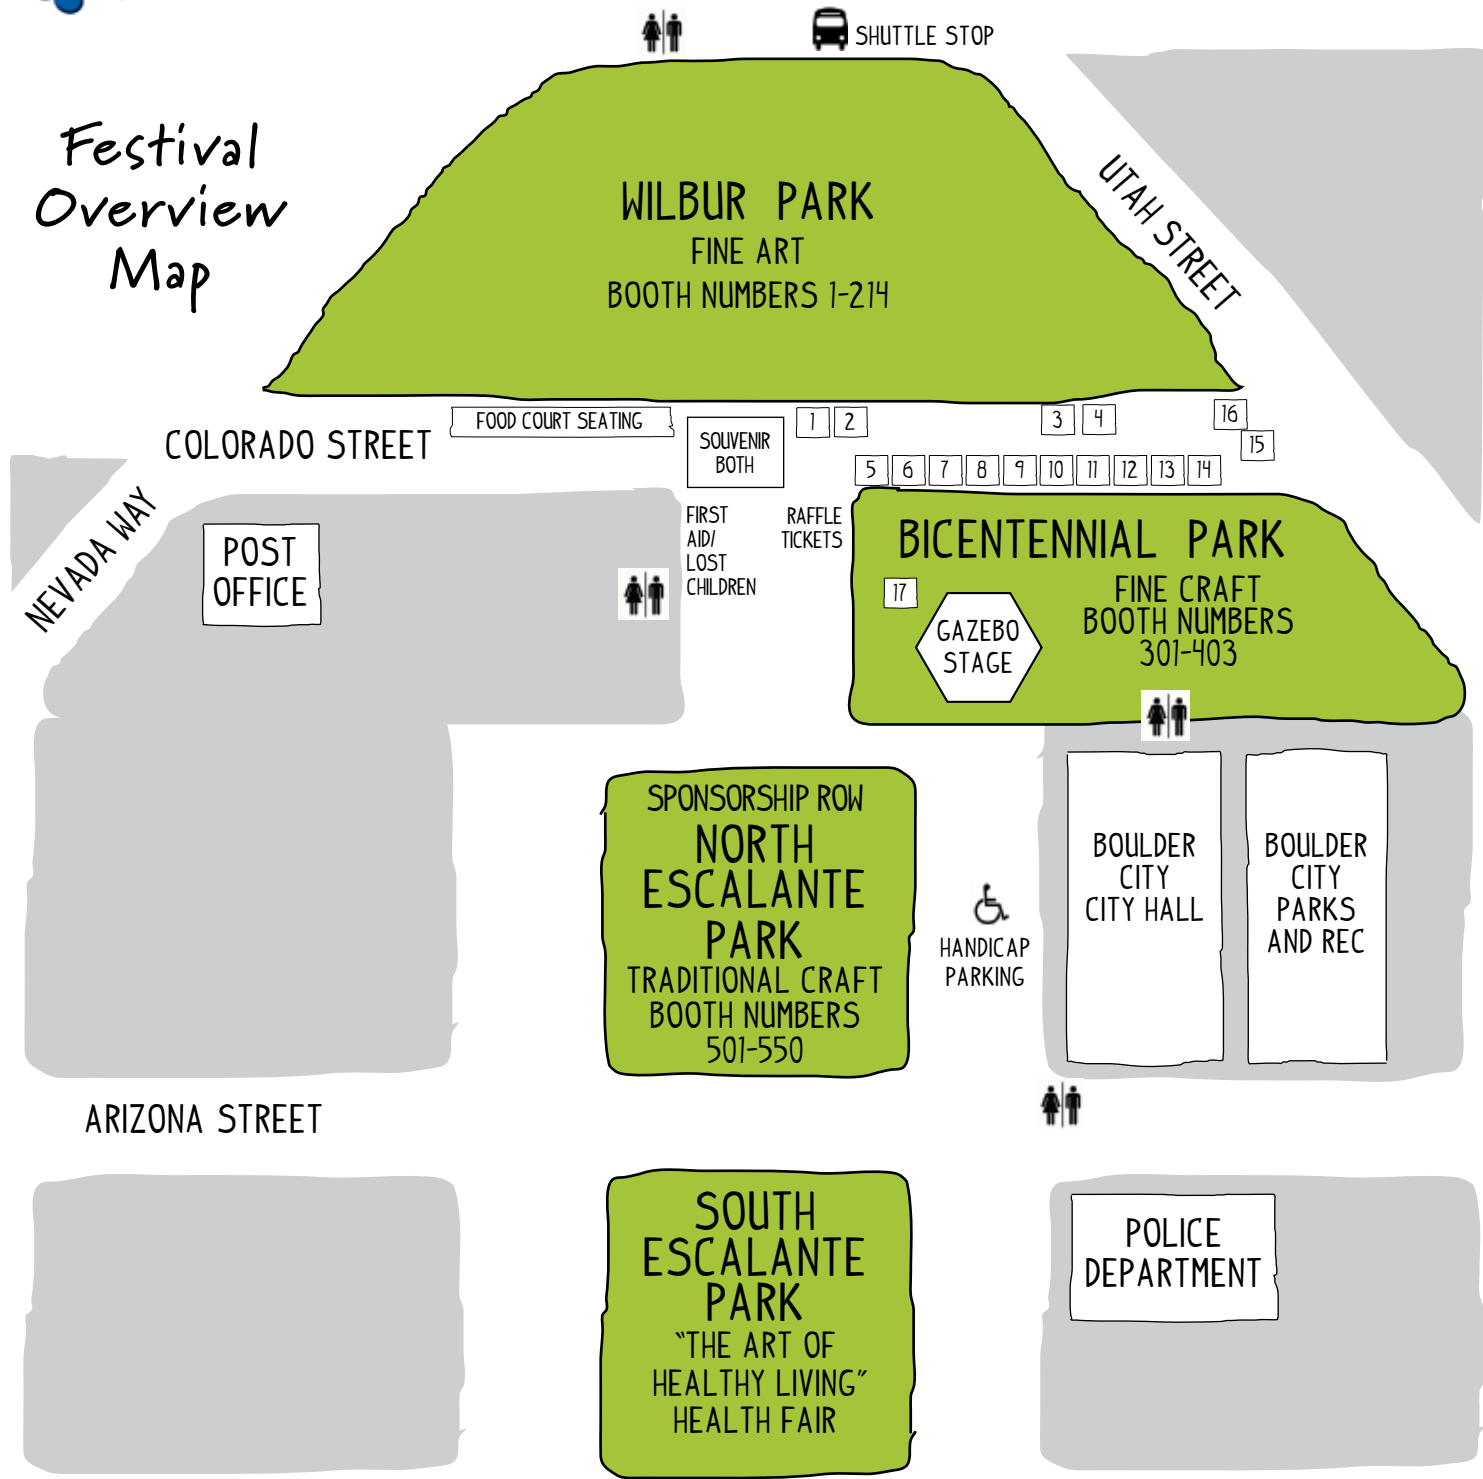 SHUTTLE STOP
Festival
Overview
Map
WILBUR PARK
FINE ART
BOOTH NUMBERS 1-214
UTAH STREET
FOOD COURT SEATING
COLORADO STREET
SOUVENIR
BOTH
1
2
3
4
16
15
5
6
7
8
9
10
11
12
13
14
NEVADA WAY
POST
OFFICE
FIRST
AID/
LOST
CHILDREN
RAFFLE
TICKETS
BICENTENNIAL PARK
FINE CRAFT
BOOTH NUMBERS
301-403
17
GAZEBO
STAGE
SPONSORSHIP ROW
NORTH
ESCALANTE
PARK
TRADITIONAL CRAFT
BOOTH NUMBERS
501-550
HANDICAP
PARKING
BOULDER
CITY
CITY HALL
BOULDER
CITY
PARKS
AND REC
ARIZONA STREET
SOUTH
ESCALANTE
PARK
"THE ART OF
HEALTHY LIVING"
HEALTH FAIR
POLICE
DEPARTMENT